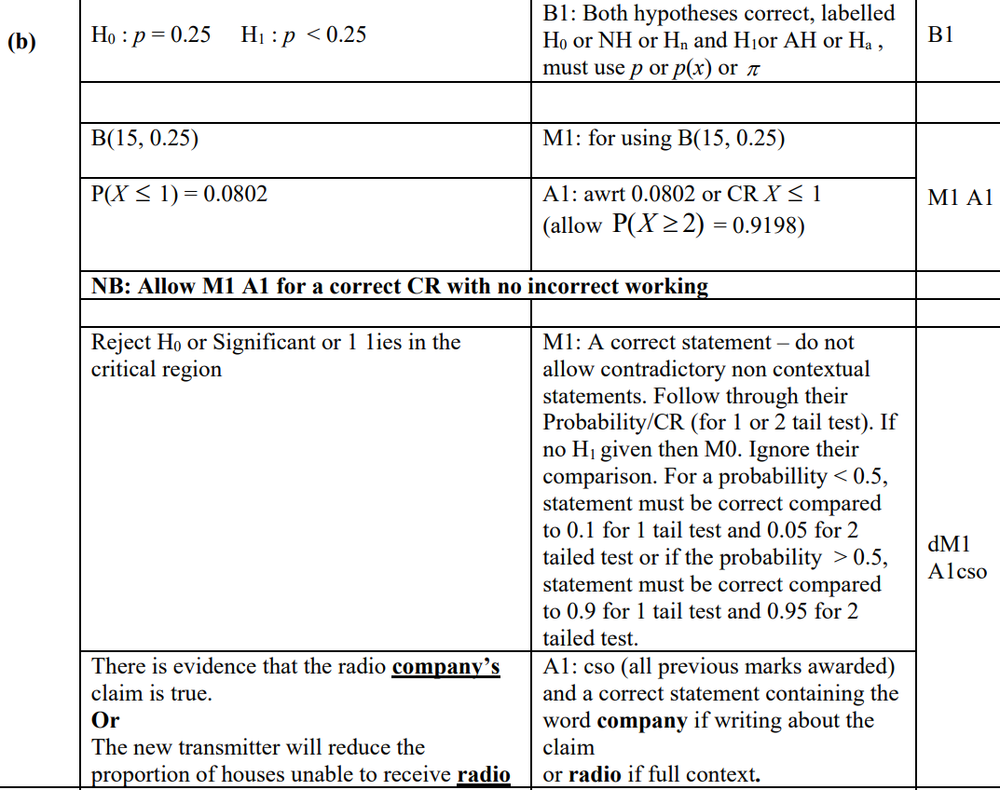 (b)
H₀ : p = 0.25 H₁ : p < 0.25
B1: Both hypotheses correct, labelled
H₀ or NH or Hₙ and H₁or AH or Hₐ ,
must use p or p(x) or π
B1
B(15, 0.25)
M1: for using B(15, 0.25)
P(X ≤ 1) = 0.0802
A1: awrt 0.0802 or CR X ≤ 1
(allow P(X ≥ 2) = 0.9198)
M1 A1
NB: Allow M1 A1 for a correct CR with no incorrect working
Reject H₀ or Significant or 1 lies in the
critical region
M1: A correct statement – do not
allow contradictory non contextual
statements. Follow through their
Probability/CR (for 1 or 2 tail test). If
no H₁ given then M0. Ignore their
comparison. For a probabillity < 0.5,
statement must be correct compared
to 0.1 for 1 tail test and 0.05 for 2
tailed test or if the probability > 0.5,
statement must be correct compared
to 0.9 for 1 tail test and 0.95 for 2
tailed test.
dM1
A1cso
There is evidence that the radio company's
claim is true.
Or
The new transmitter will reduce the
proportion of houses unable to receive radio
A1: cso (all previous marks awarded)
and a correct statement containing the
word company if writing about the
claim
or radio if full context.